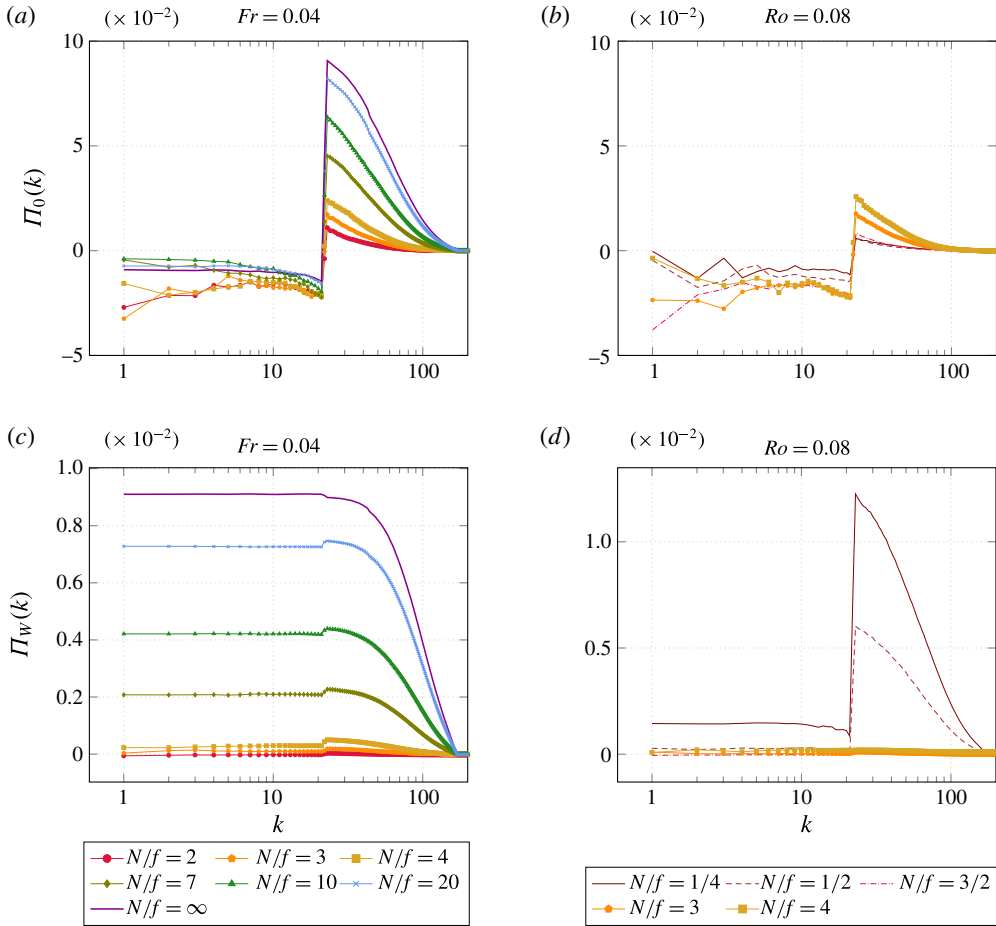 (a) (× 10⁻²) Fr = 0.04
10
5
0
−5
Π₀(k)
1 10 100
(b) (× 10⁻²) Ro = 0.08
10
5
0
−5
1 10 100
(c) (× 10⁻²) Fr = 0.04
1.0
0.8
0.6
0.4
0.2
0
Π_W(k)
1 10 100
k
(d) (× 10⁻²) Ro = 0.08
1.0
0.5
0
1 10 100
k
N/f = 2 N/f = 3 N/f = 4
N/f = 7 N/f = 10 N/f = 20
N/f = ∞
N/f = 1/4 N/f = 1/2 N/f = 3/2
N/f = 3 N/f = 4